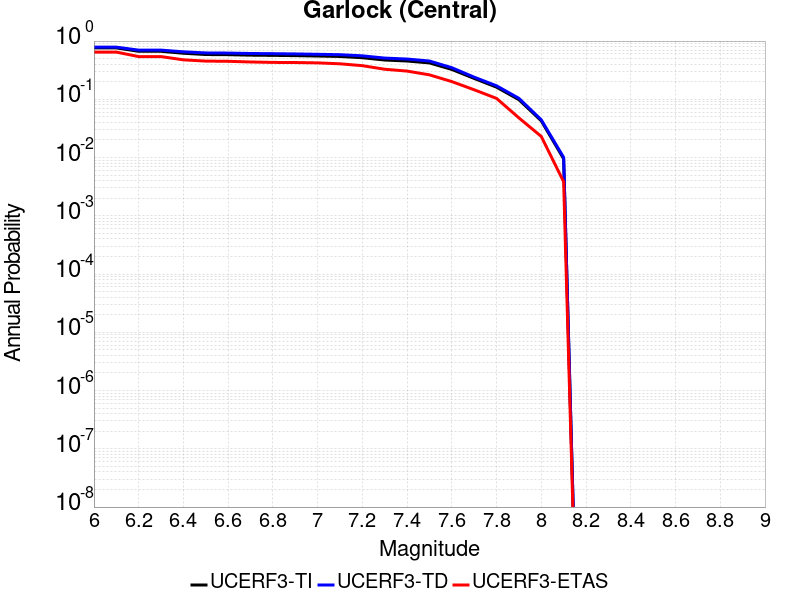 Garlock (Central)
10^0
10^-1
10^-2
10^-3
10^-4
10^-5
10^-6
10^-7
10^-8
Annual Probability
6 6.2 6.4 6.6 6.8 7 7.2 7.4 7.6 7.8 8 8.2 8.4 8.6 8.8 9
Magnitude
UCERF3-TI UCERF3-TD UCERF3-ETAS